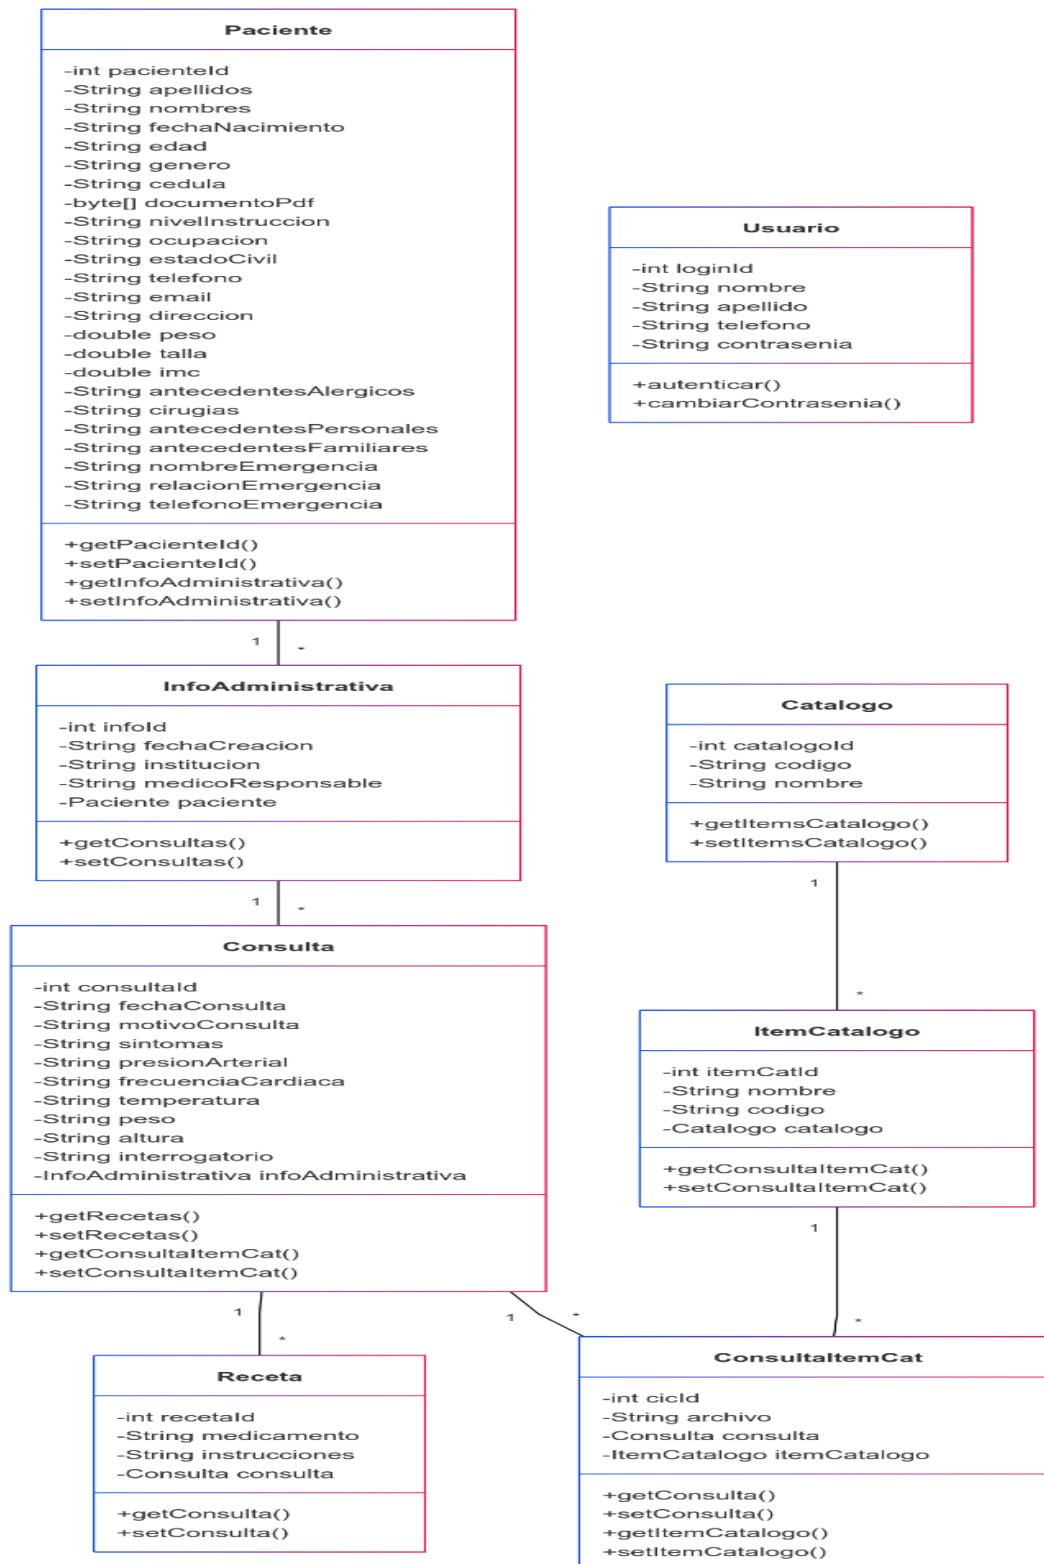 Paciente
-int pacienteId
-String apellidos
-String nombres
-String fechaNacimiento
-String edad
-String genero
-String cedula
-byte[] documentoPdf
-String nivelInstruccion
-String ocupacion
-String estadoCivil
-String telefono
-String email
-String direccion
-double peso
-double talla
-double imc
-String antecedentesAlergicos
-String cirugias
-String antecedentesPersonales
-String antecedentesFamiliares
-String nombreEmergencia
-String relacionEmergencia
-String telefonoEmergencia
+getPacienteId()
+setPacienteId()
+getInfoAdministrativa()
+setInfoAdministrativa()
Usuario
-int loginId
-String nombre
-String apellido
-String telefono
-String contrasenia
+autenticar()
+cambiarContrasenia()
1
*
InfoAdministrativa
-int infoId
-String fechaCreacion
-String institucion
-String medicoResponsable
-Paciente paciente
+getConsultas()
+setConsultas()
Catalogo
-int catalogoId
-String codigo
-String nombre
+getItemsCatalogo()
+setItemsCatalogo()
1
*
1
*
Consulta
-int consultaId
-String fechaConsulta
-String motivoConsulta
-String sintomas
-String presionArterial
-String frecuenciaCardiaca
-String temperatura
-String peso
-String altura
-String interrogatorio
-InfoAdministrativa infoAdministrativa
+getRecetas()
+setRecetas()
+getConsultaItemCat()
+setConsultaItemCat()
ItemCatalogo
-int itemCatId
-String nombre
-String codigo
-Catalogo catalogo
+getConsultaItemCat()
+setConsultaItemCat()
1
*
1
*
1
*
Receta
-int recetaId
-String medicamento
-String instrucciones
-Consulta consulta
+getConsulta()
+setConsulta()
ConsultaItemCat
-int cicId
-String archivo
-Consulta consulta
-ItemCatalogo itemCatalogo
+getConsulta()
+setConsulta()
+getItemCatalogo()
+setItemCatalogo()